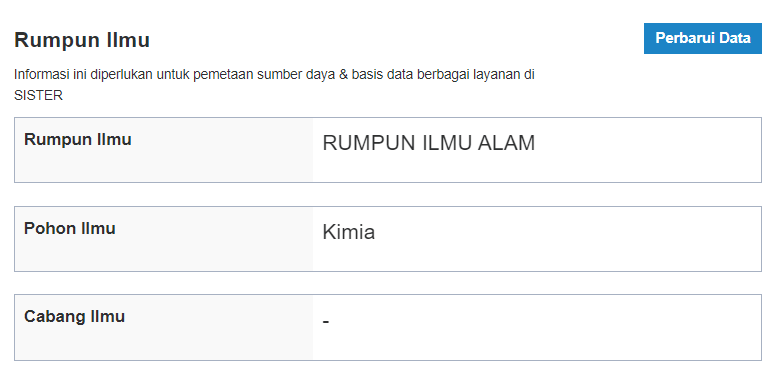 Rumpun Ilmu
Perbarui Data
Informasi ini diperlukan untuk pemetaan sumber daya & basis data berbagai layanan di
SISTER
Rumpun Ilmu
RUMPUN ILMU ALAM
Pohon Ilmu
Kimia
Cabang Ilmu
-